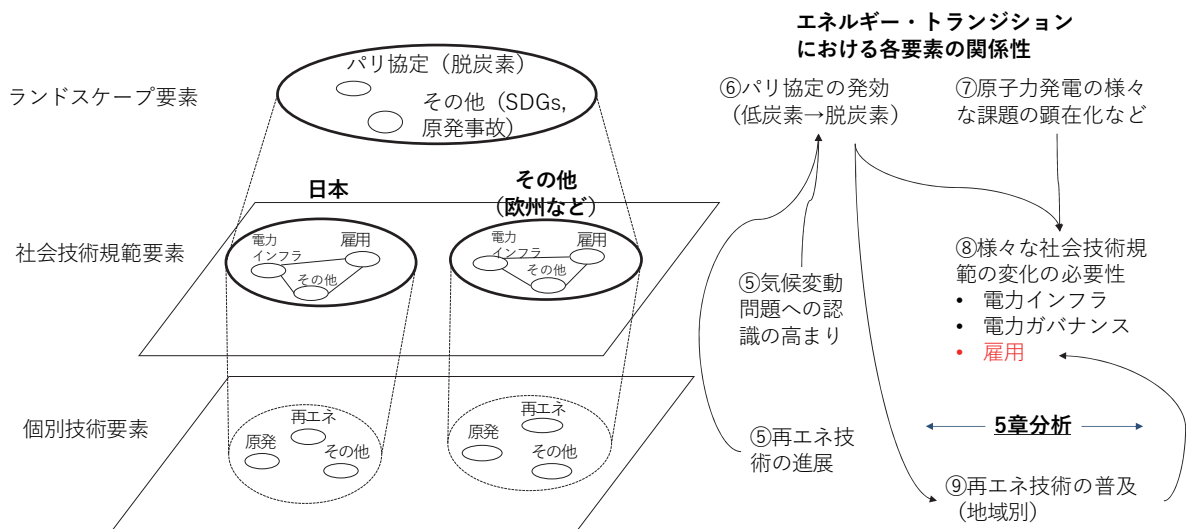 エネルギー・トランジション
における各要素の関係性
ランドスケープ要素
パリ協定（脱炭素）
その他（SDGs,
原発事故）
⑥パリ協定の発効
（低炭素→脱炭素）
⑦原子力発電の様々
な課題の顕在化など
日本
その他
（欧州など）
社会技術規範要素
電力
インフラ
雇用
その他
電力
インフラ
雇用
その他
⑤気候変動
問題への認
識の高まり
⑧様々な社会技術規
範の変化の必要性
• 電力インフラ
• 電力ガバナンス
• 雇用
個別技術要素
再エネ
原発
その他
再エネ
原発
その他
⑤再エネ技
術の進展
5章分析
⑨再エネ技術の普及
（地域別）